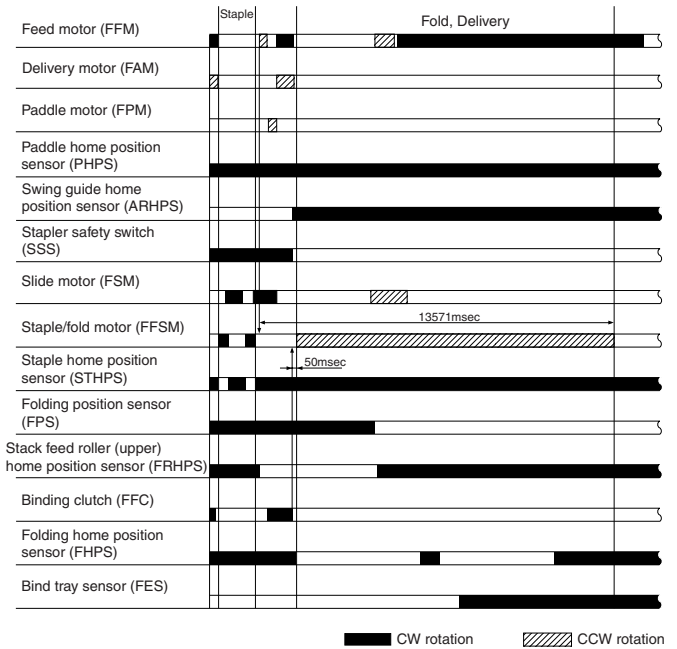 Staple
Fold, Delivery
Feed motor (FFM)
Delivery motor (FAM)
Paddle motor (FPM)
Paddle home position
sensor (PHPS)
Swing guide home
position sensor (ARHPS)
Stapler safety switch
(SSS)
Slide motor (FSM)
13571msec
Staple/fold motor (FFSM)
Staple home position
sensor (STHPS)
50msec
Folding position sensor
(FPS)
Stack feed roller (upper)
home position sensor (FRHPS)
Binding clutch (FFC)
Folding home position
sensor (FHPS)
Bind tray sensor (FES)
CW rotation
CCW rotation